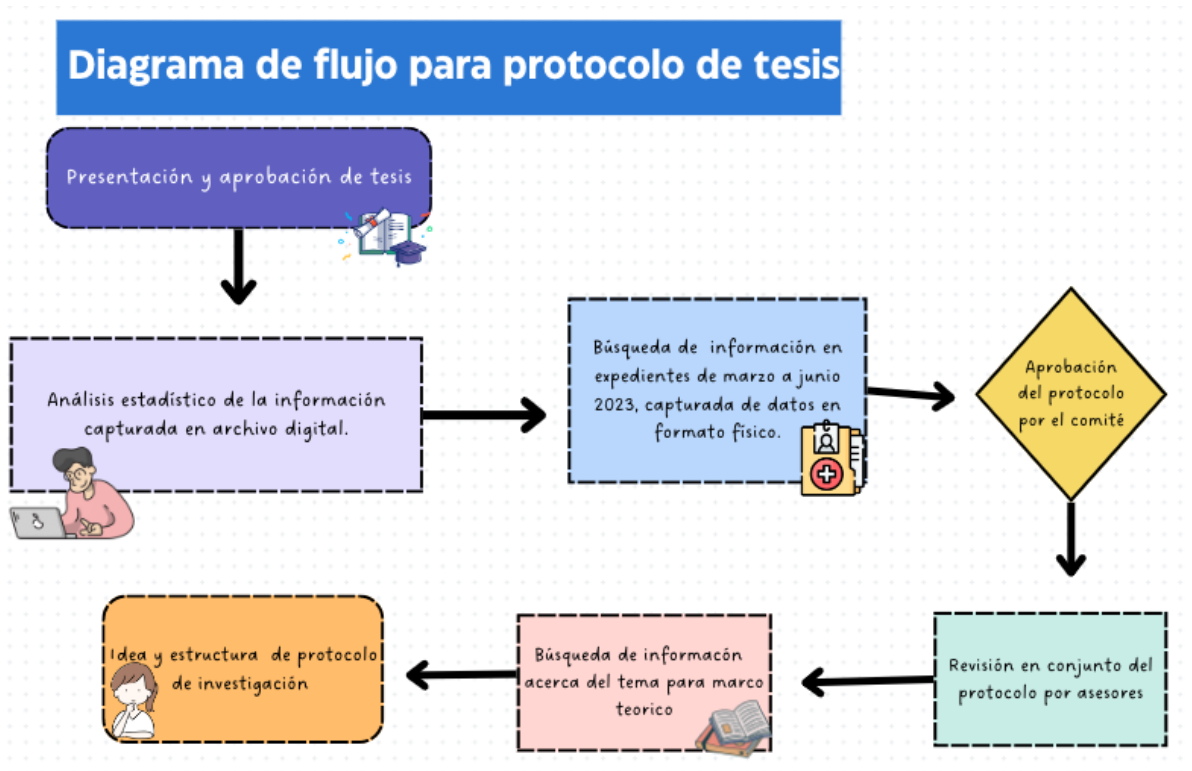 Diagrama de flujo para protocolo de tesis
Presentación y aprobación de tesis
Análisis estadístico de la información
capturada en archivo digital.
Búsqueda de información en
expedientes de marzo a junio
2023, capturada de datos en
formato físico.
Aprobación
del protocolo
por el comité
Revisión en conjunto del
protocolo por asesores
Búsqueda de informacón
acerca del tema para marco
teorico
Idea y estructura de protocolo
de investigación